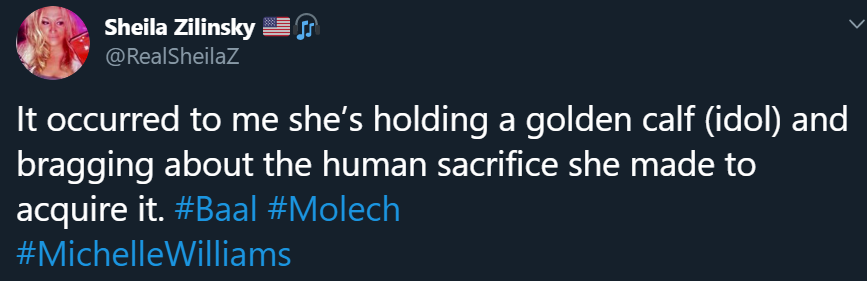 Sheila Zilinsky 🇺🇸🎧
@RealSheilaZ
It occurred to me she’s holding a golden calf (idol) and
bragging about the human sacrifice she made to
acquire it. #Baal #Molech
#MichelleWilliams